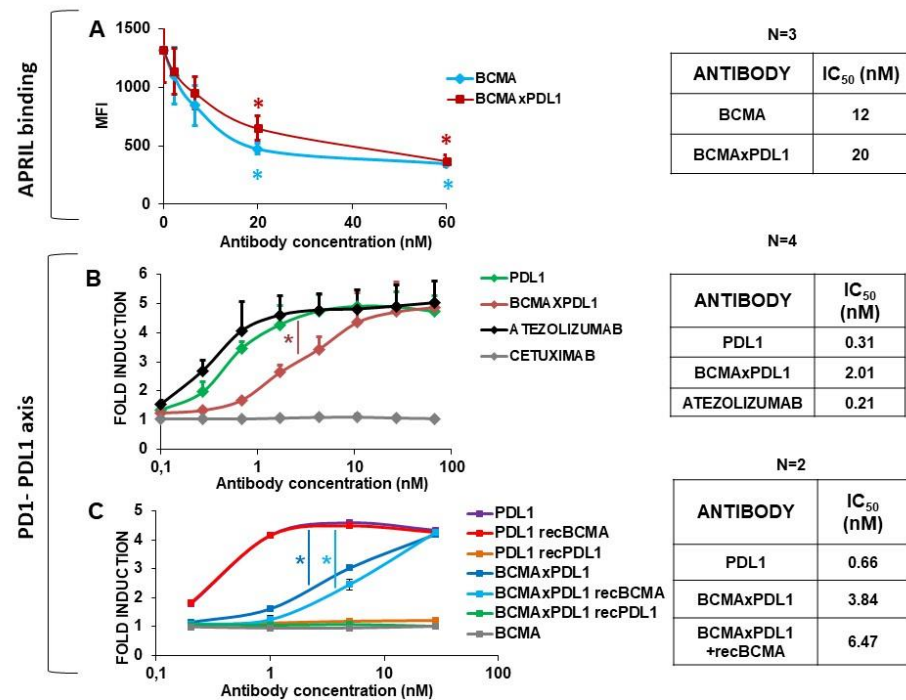 APRIL binding
A
1500
1000
500
0
MFI
*
*
*
*
0 20 40 60
Antibody concentration (nM)
BCMA
BCMAxPDL1
N=3
ANTIBODY IC50 (nM)
BCMA 12
BCMAxPDL1 20
PD1- PDL1 axis
B
6
5
4
3
2
1
0
FOLD INDUCTION
*
0,1 1 10 100
Antibody concentration (nM)
PDL1
BCMAXPDL1
ATEZOLIZUMAB
CETUXIMAB
N=4
ANTIBODY IC50 (nM)
PDL1 0.31
BCMAxPDL1 2.01
ATEZOLIZUMAB 0.21
C
5
4
3
2
1
0
FOLD INDUCTION
* *
0,1 1 10 100
Antibody concentration (nM)
PDL1
PDL1 recBCMA
PDL1 recPDL1
BCMAxPDL1
BCMAxPDL1 recBCMA
BCMAxPDL1 recPDL1
BCMA
N=2
ANTIBODY IC50 (nM)
PDL1 0.66
BCMAxPDL1 3.84
BCMAxPDL1 +recBCMA 6.47